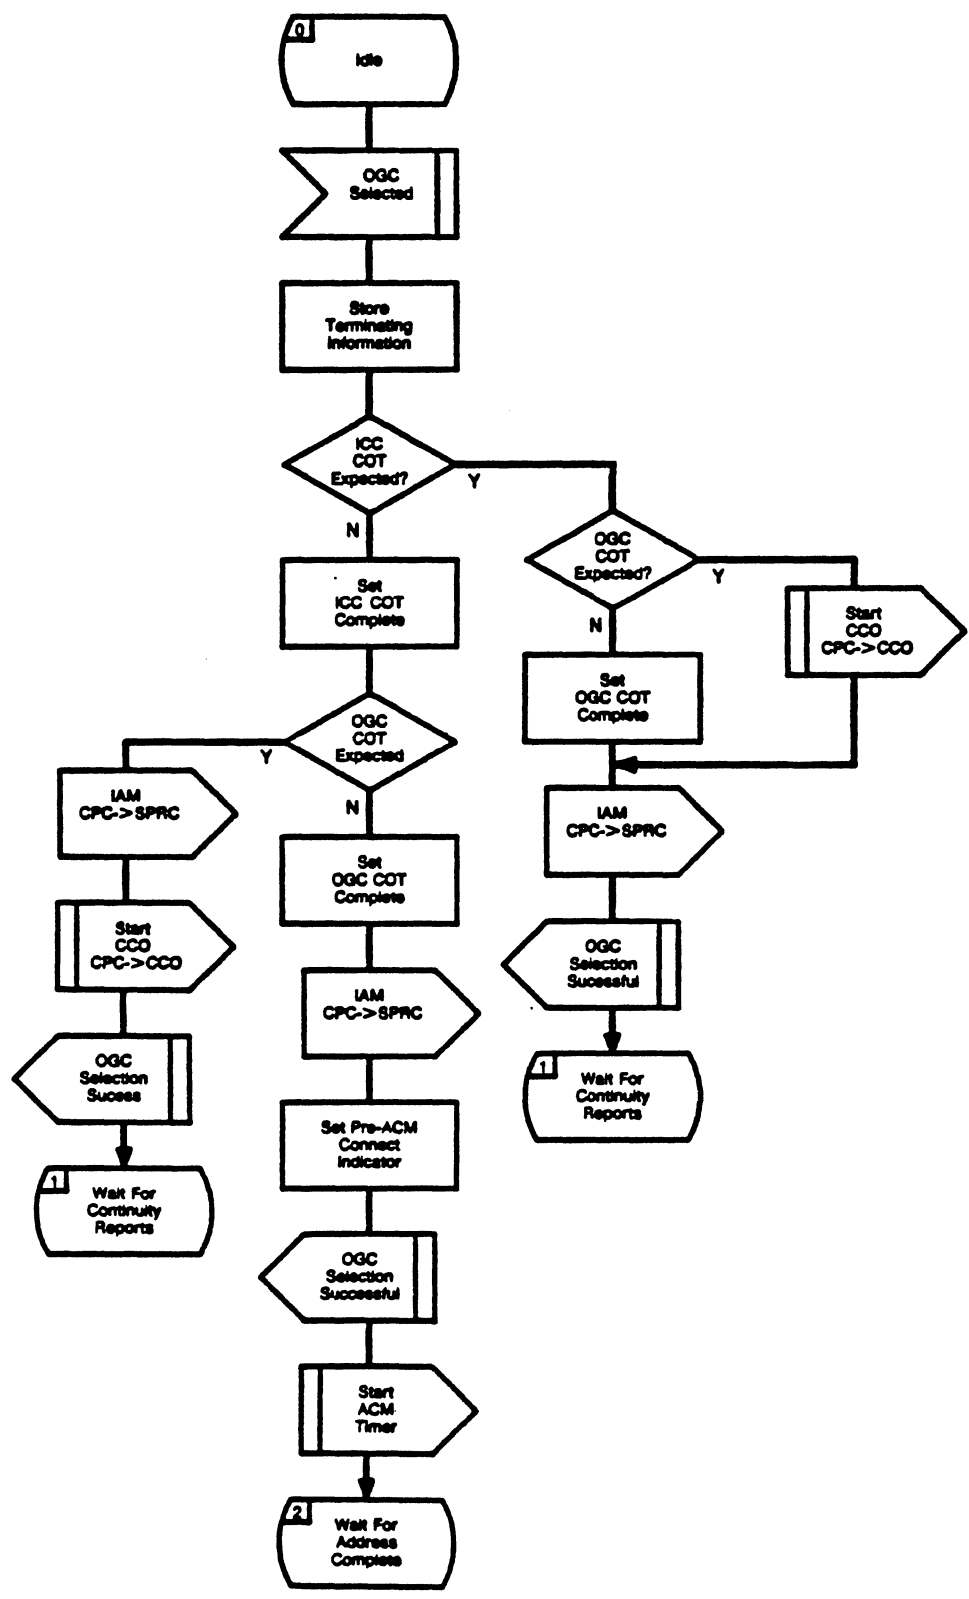 0
Idle
OGC
Selected
Store
Terminating
Information
ICC
COT
Expected?
Y
N
Set
ICC COT
Complete
OGC
COT
Expected
Y
N
IAM
CPC->SPRC
Start
CCO
CPC->CCO
OGC
Selection
Sucess
1
Wait For
Continuity
Reports
Set
OGC COT
Complete
IAM
CPC->SPRC
Set Pre-ACM
Connect
Indicator
OGC
Selection
Successful
Start
ACM
Timer
2
Wait For
Address
Complete
OGC
COT
Expected?
Y
N
Start
CCO
CPC->CCO
Set
OGC COT
Complete
IAM
CPC->SPRC
OGC
Selection
Sucessful
1
Wait For
Continuity
Reports